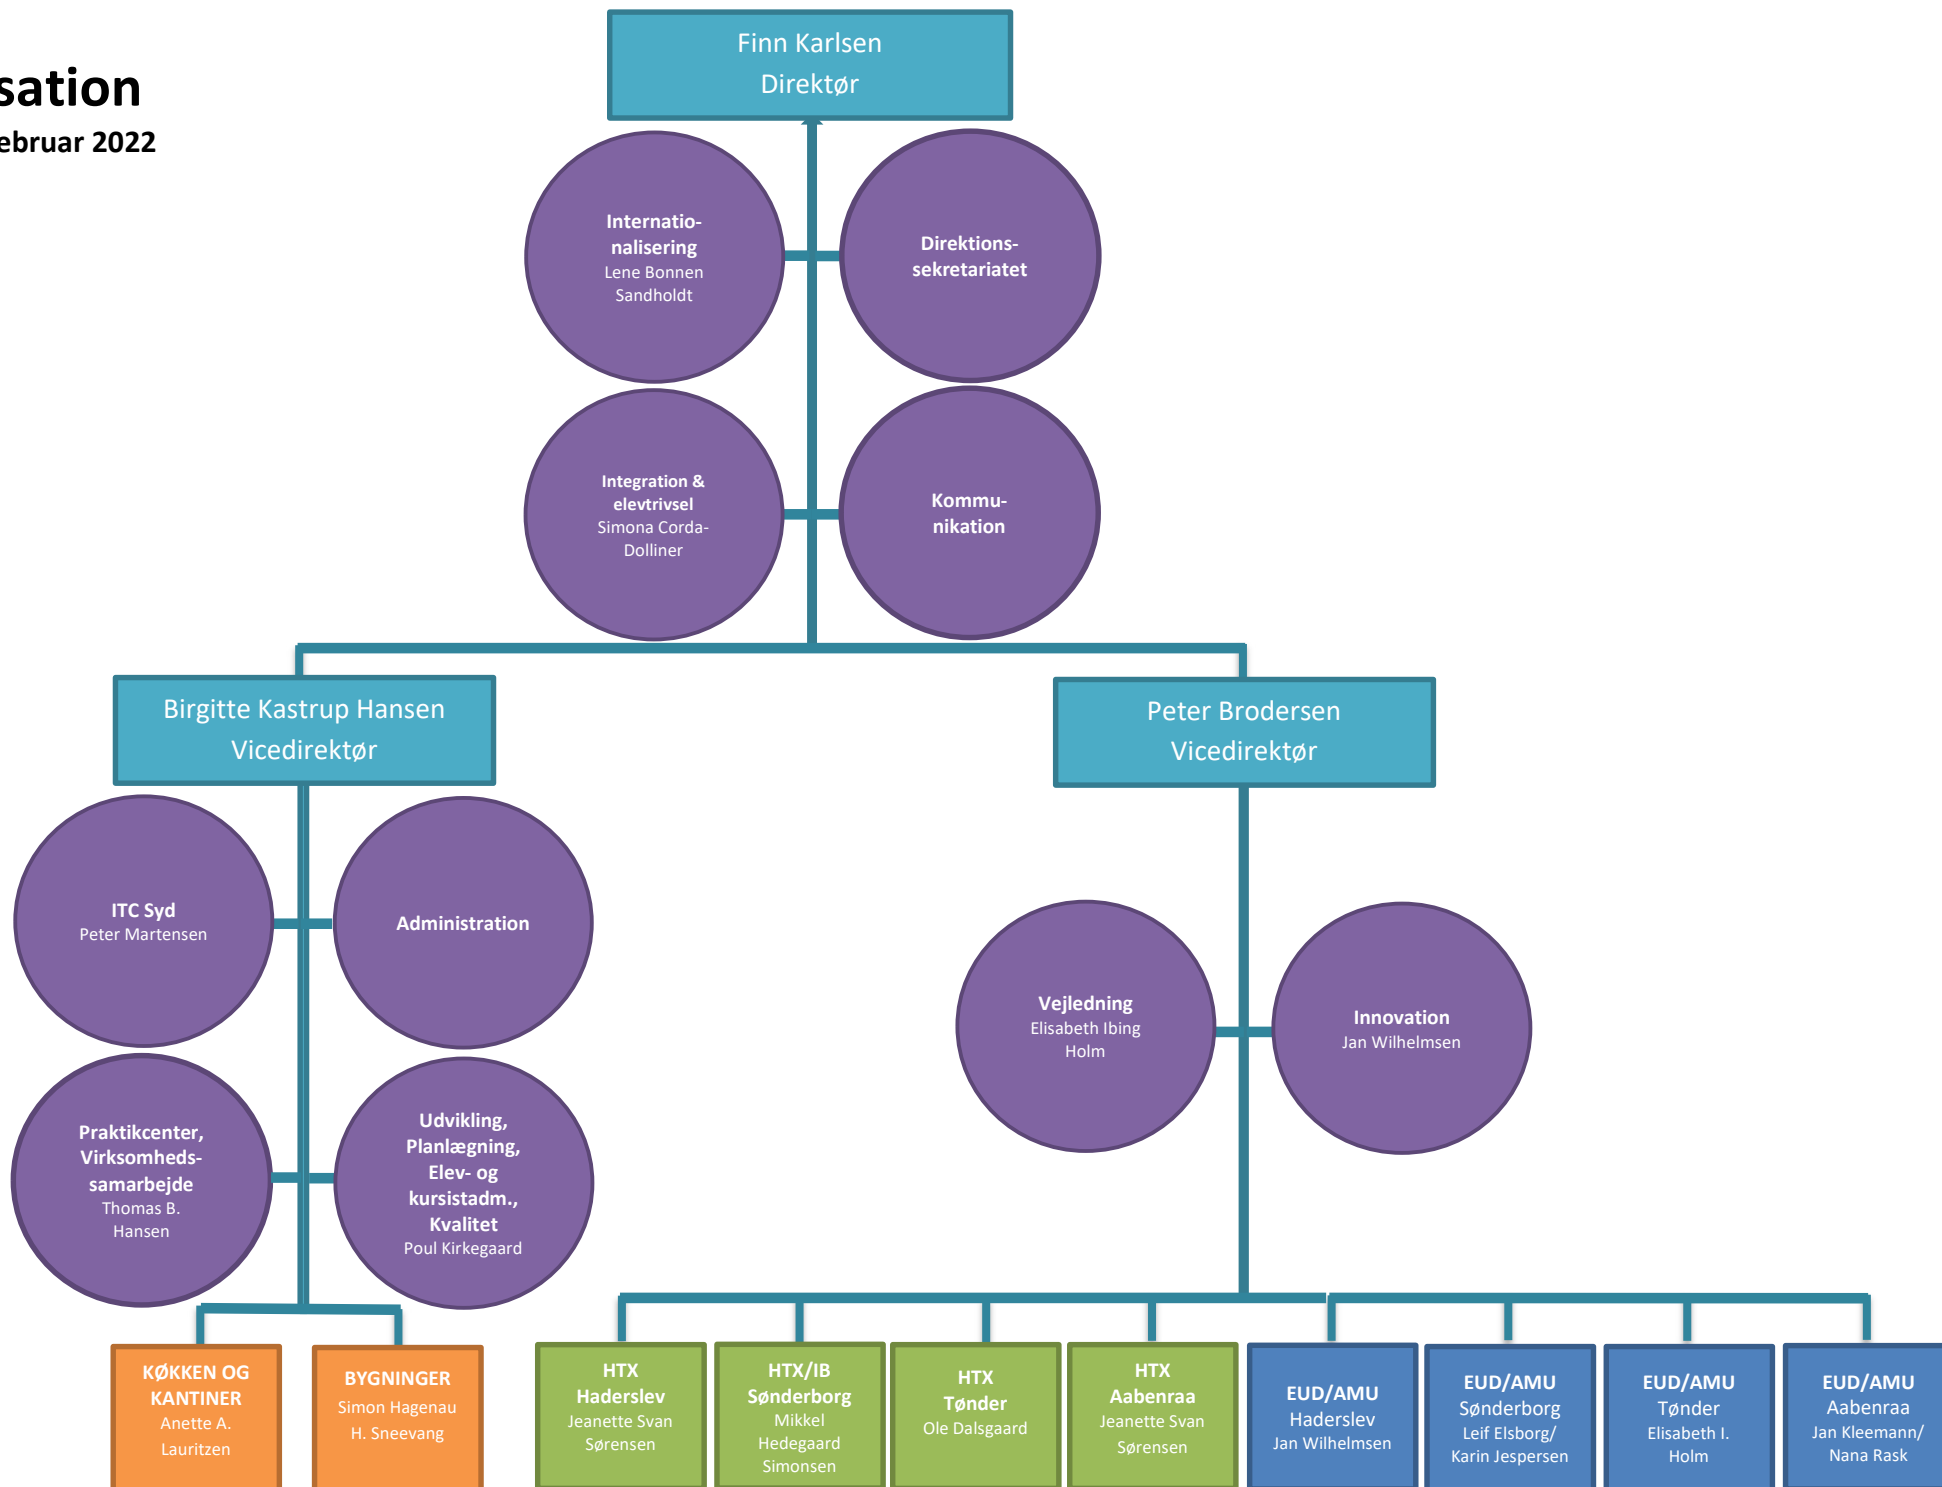 Finn Karlsen
Direktør
sation
ebruar 2022
Internatio-
nalisering
Lene Bonnen
Sandholdt
Direktions-
sekretariatet
Integration &
elevtrivsel
Simona Corda-
Dolliner
Kommu-
nikation
Birgitte Kastrup Hansen
Vicedirektør
Peter Brodersen
Vicedirektør
ITC Syd
Peter Martensen
Administration
Vejledning
Elisabeth Ibing
Holm
Innovation
Jan Wilhelmsen
Praktikcenter,
Virksomheds-
samarbejde
Thomas B.
Hansen
Udvikling,
Planlægning,
Elev- og
kursistadm.,
Kvalitet
Poul Kirkegaard
KØKKEN OG
KANTINER
Anette A.
Lauritzen
BYGNINGER
Simon Hagenau
H. Sneevang
HTX
Haderslev
Jeanette Svan
Sørensen
HTX/IB
Sønderborg
Mikkel
Hedegaard
Simonsen
HTX
Tønder
Ole Dalsgaard
HTX
Aabenraa
Jeanette Svan
Sørensen
EUD/AMU
Haderslev
Jan Wilhelmsen
EUD/AMU
Sønderborg
Leif Elsborg/
Karin Jespersen
EUD/AMU
Tønder
Elisabeth I.
Holm
EUD/AMU
Aabenraa
Jan Kleemann/
Nana Rask